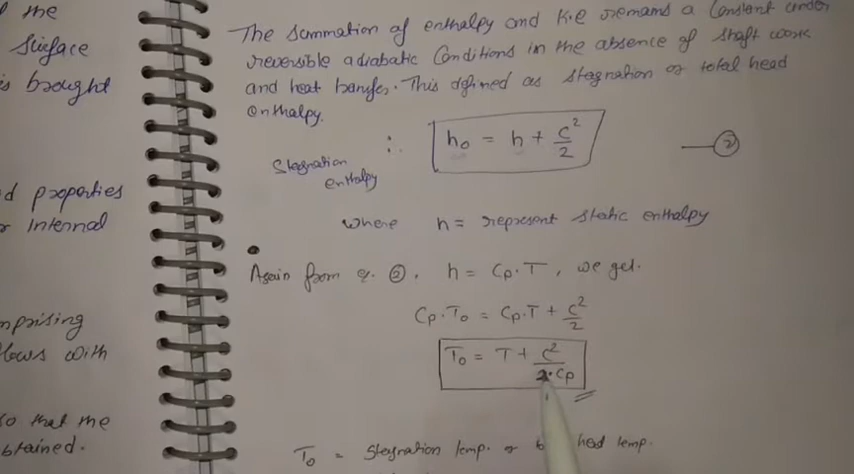 the
Surface
is brought
d properties
r Internal
mprising
lows with
so that the
btained.
The Summation of enthalpy and K.e remains a Constant under
reversible adiabatic Conditions in the absence of shaft work
and heat transfer. This defined as stagnation or total head
enthalpy.
∴ h₀ = h + c²/2 —②
Stagnation
enthalpy
where h = represent static enthalpy
Again from eq. ②, h = Cp.T, we get.
Cp.T₀ = Cp.T + c²/2
T₀ = T + c²/2.Cp
T₀ = Stagnation temp. or head temp.